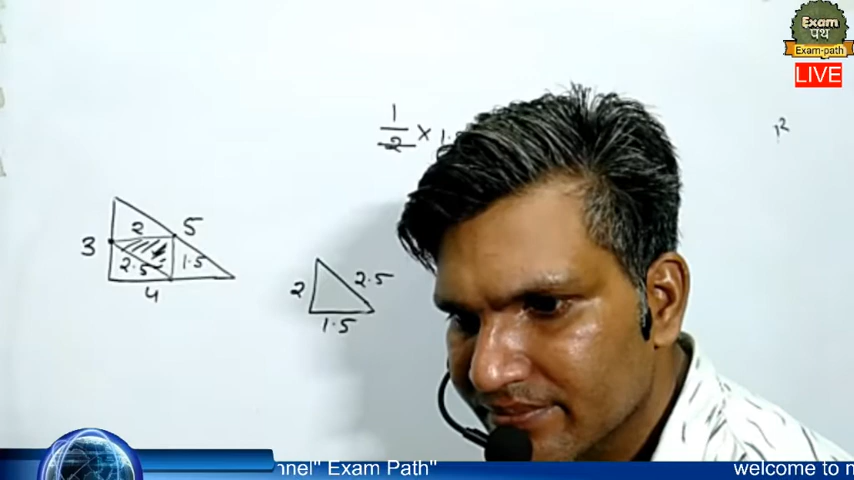 Exam
पथ
Exam-path
LIVE
1
2
×
2
5
3
2.5
1.5
4
2
2.5
1.5
nnel" Exam Path"
welcome to